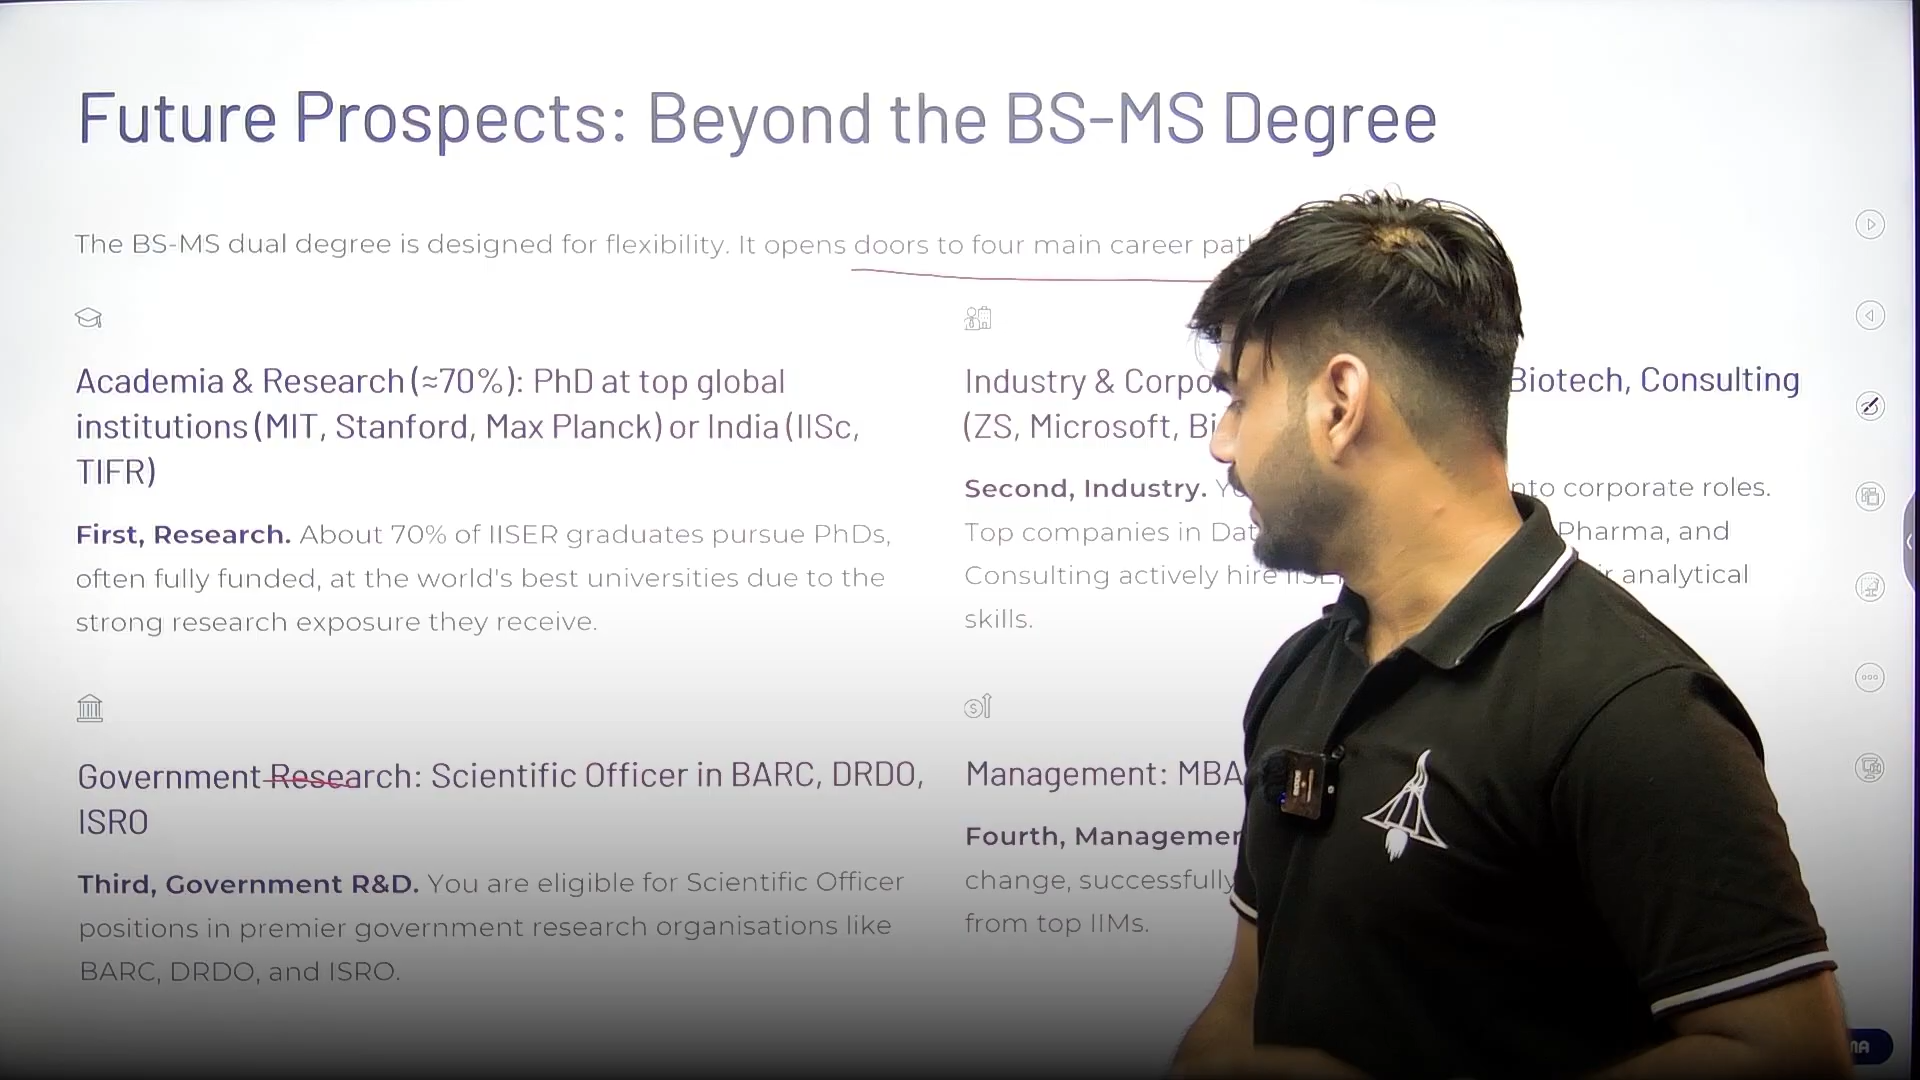 Future Prospects: Beyond the BS-MS Degree
The BS-MS dual degree is designed for flexibility. It opens doors to four main career
Academia & Research (≈70%): PhD at top global
institutions (MIT, Stanford, Max Planck) or India (IISc,
TIFR)
First, Research. About 70% of IISER graduates pursue PhDs,
often fully funded, at the world's best universities due to the
strong research exposure they receive.
Industry & Biotech, Consulting
(ZS, Microsoft,
Second, Industry. corporate roles.
Top companies in Pharma, and
Consulting actively hire analytical
skills.
Government Research: Scientific Officer in BARC, DRDO,
ISRO
Third, Government R&D. You are eligible for Scientific Officer
positions in premier government research organisations like
BARC, DRDO, and ISRO.
Management: MBA
Fourth,
change, successfully
from top IIMs.